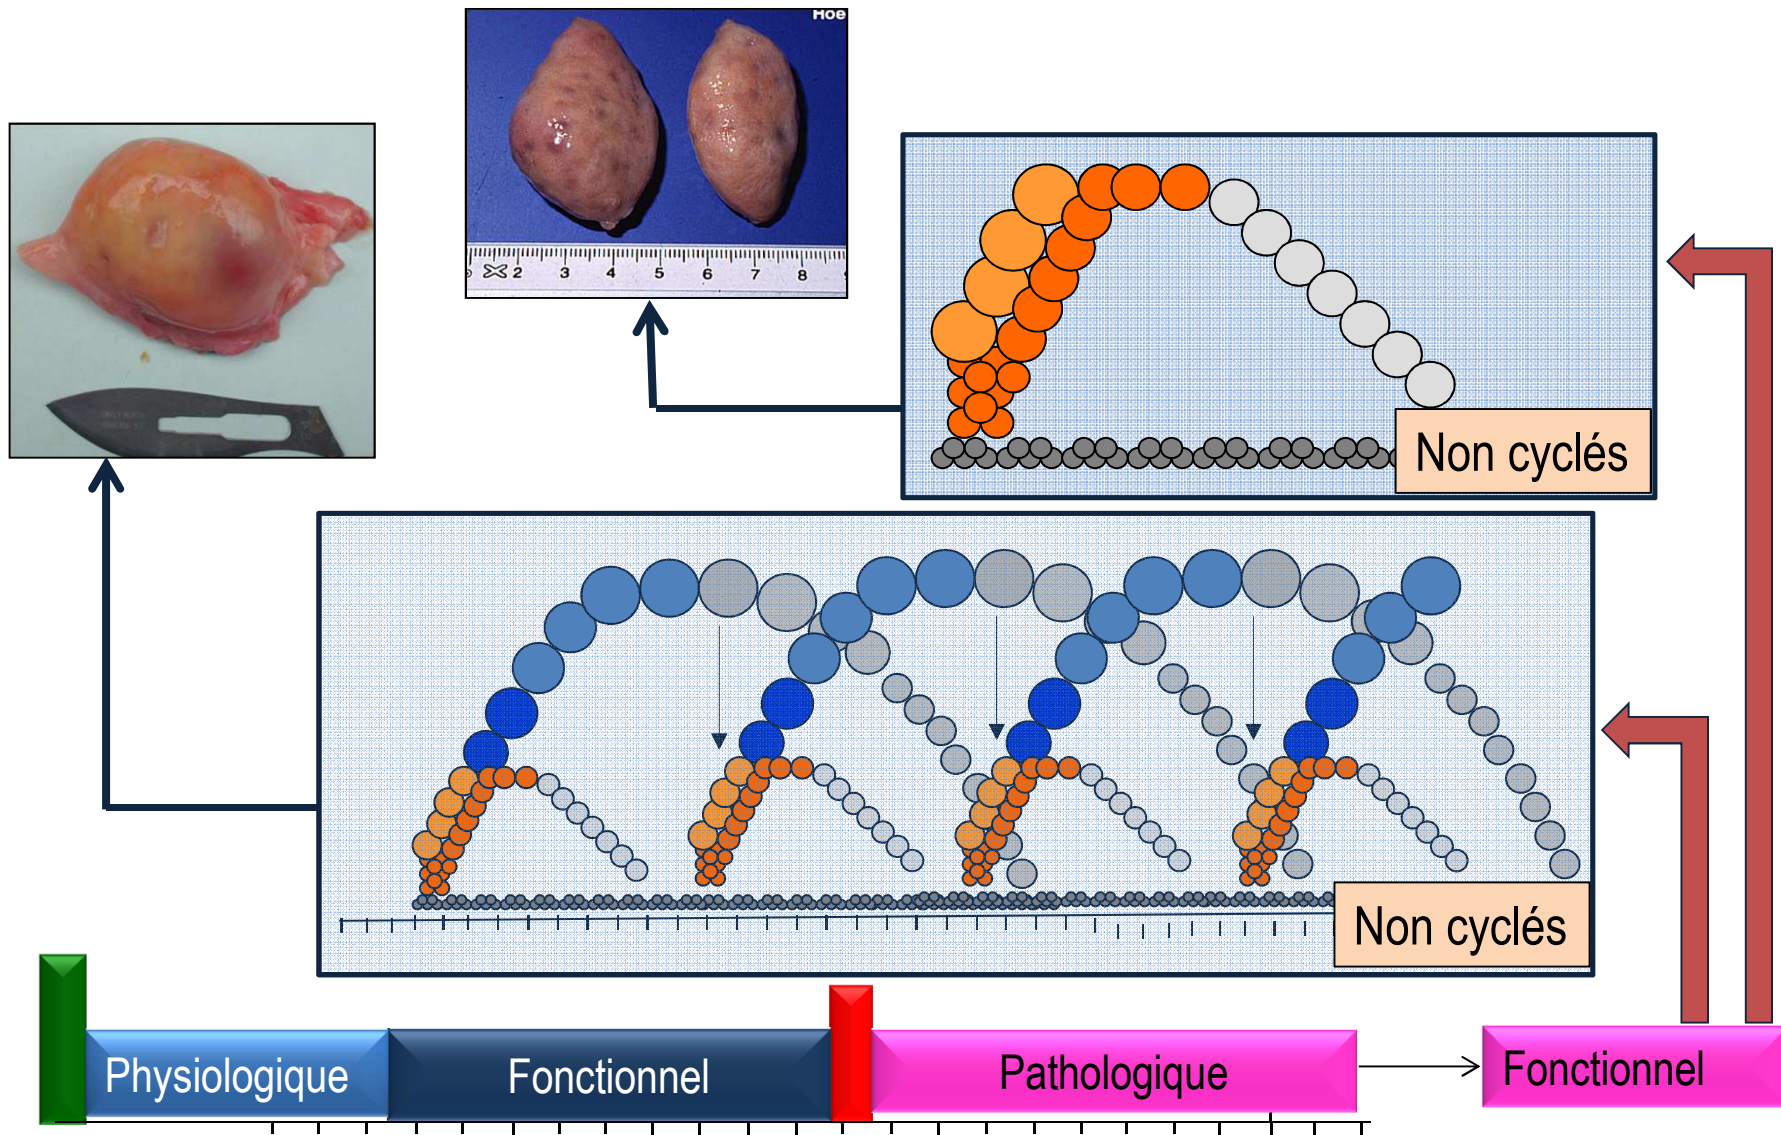 Hoe
2 3 4 5 6 7 8
Non cyclés
Non cyclés
Physiologique
Fonctionnel
Pathologique
Fonctionnel